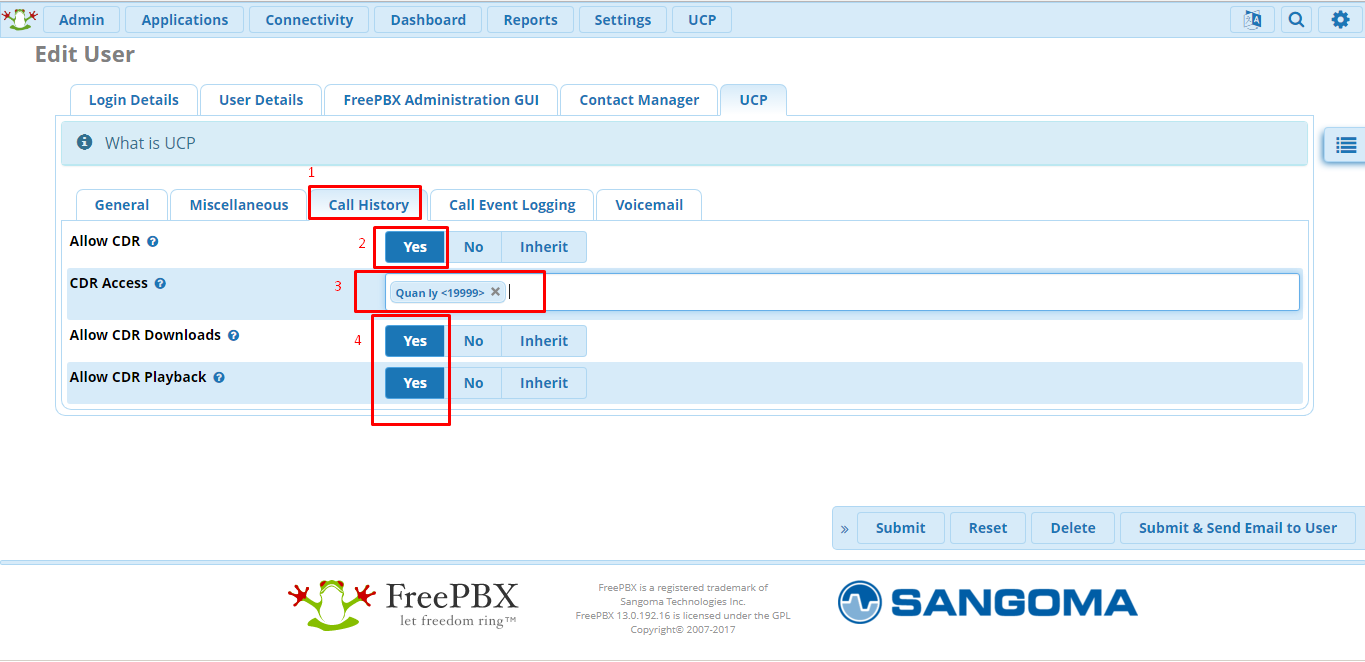 Admin Applications Connectivity Dashboard Reports Settings UCP
Edit User
Login Details User Details FreePBX Administration GUI Contact Manager UCP
What is UCP
1
General Miscellaneous Call History Call Event Logging Voicemail
Allow CDR 2 Yes No Inherit
CDR Access 3 Quan ly <19999> ×
Allow CDR Downloads 4 Yes No Inherit
Allow CDR Playback Yes No Inherit
» Submit Reset Delete Submit & Send Email to User
FreePBX
let freedom ring™
FreePBX is a registered trademark of
Sangoma Technologies Inc.
FreePBX 13.0.192.16 is licensed under the GPL
Copyright© 2007-2017
SANGOMA